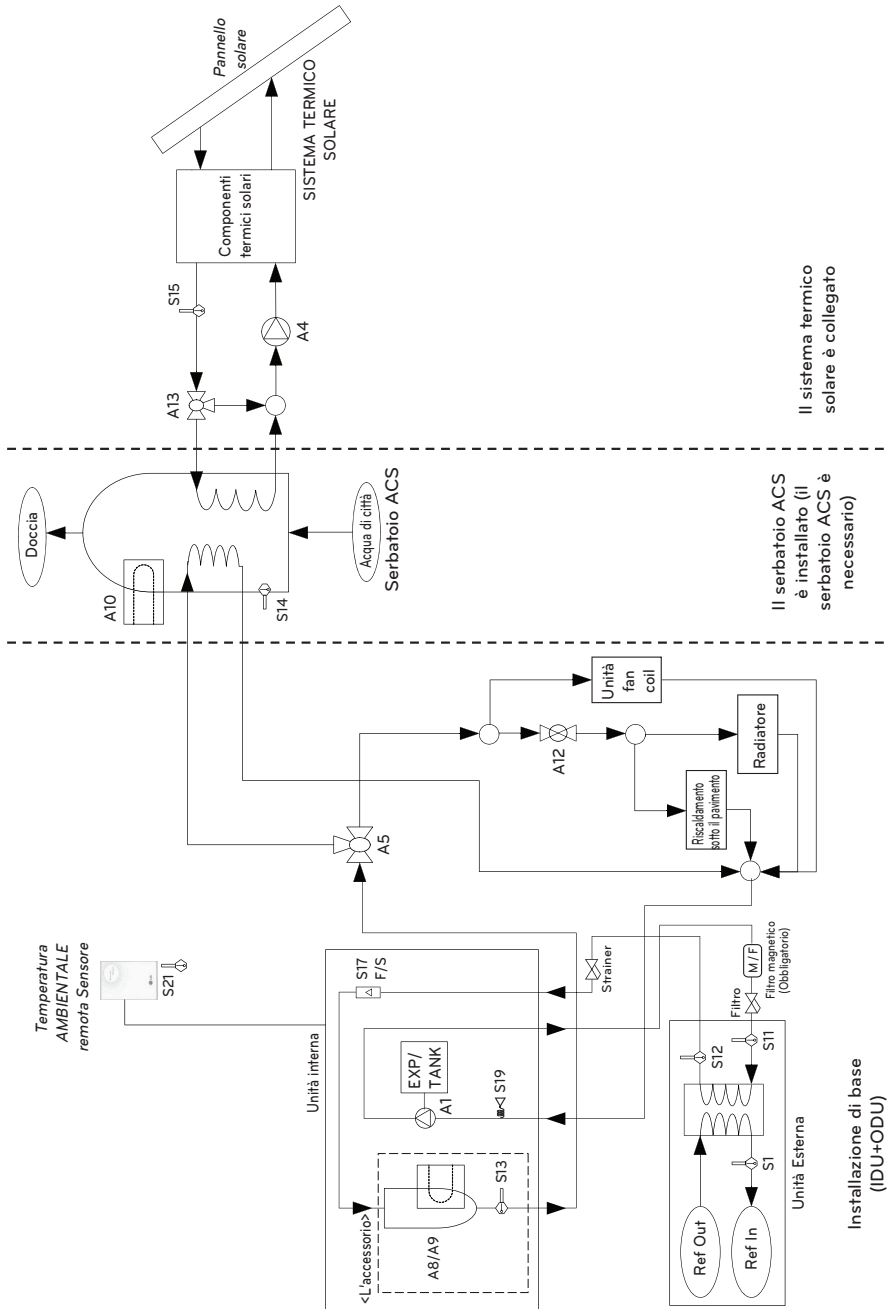 Pannello
solare
SISTEMA TERMICO
SOLARE
Componenti
termici solari
S15
A4
A13
Il sistema termico
solare è collegato
Doccia
A10
S14
Acqua di città
Serbatoio ACS
Il serbatoio ACS
è installato (il
serbatoio ACS è
necessario)
Unità
fan
coil
A12
Radiatore
Riscaldamento
sotto il pavimento
A5
Temperatura
AMBIENTALE
remota Sensore
S21
Unità interna
S17
F/S
Strainer
EXP/
TANK
A1
S19
<L'accessorio>
A8/A9
S13
M/F
Filtro magnetico
(Obbligatorio)
Filtro
S12
S11
S1
Ref Out
Ref In
Unità Esterna
Installazione di base
(IDU+ODU)